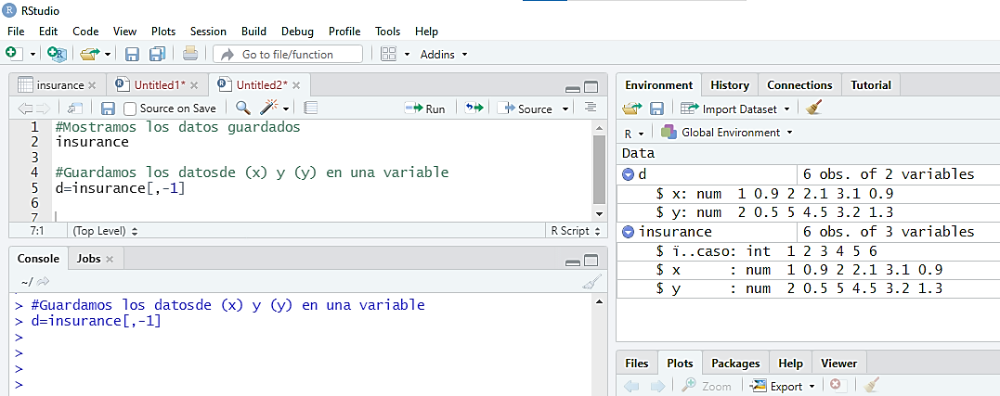 RStudio
File Edit Code View Plots Session Build Debug Profile Tools Help
Go to file/function Addins
insurance Untitled1* Untitled2*
Source on Save Run Source
1 #Mostramos los datos guardados
2 insurance
3
4 #Guardamos los datosde (x) y (y) en una variable
5 d=insurance[,-1]
6
7
7:1 (Top Level) R Script
Console Jobs
~/
> #Guardamos los datosde (x) y (y) en una variable
> d=insurance[,-1]
>
>
>
>
Environment History Connections Tutorial
Import Dataset
R Global Environment
Data
d 6 obs. of 2 variables
$ x: num 1 0.9 2 2.1 3.1 0.9
$ y: num 2 0.5 5 4.5 3.2 1.3
insurance 6 obs. of 3 variables
$ ï..caso: int 1 2 3 4 5 6
$ x : num 1 0.9 2 2.1 3.1 0.9
$ y : num 2 0.5 5 4.5 3.2 1.3
Files Plots Packages Help Viewer
Zoom Export